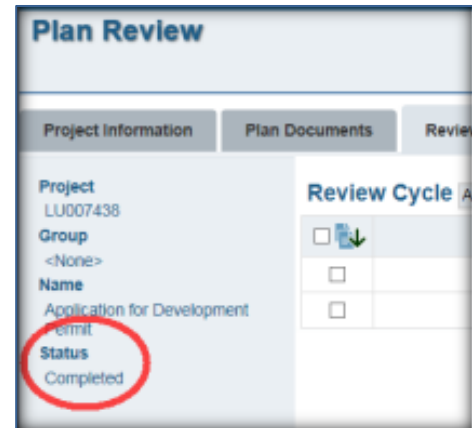 Plan Review
Project Information
Plan Documents
Review
Project
LU007438
Group
<None>
Name
Application for Development
Permit
Status
Completed
Review Cycle A